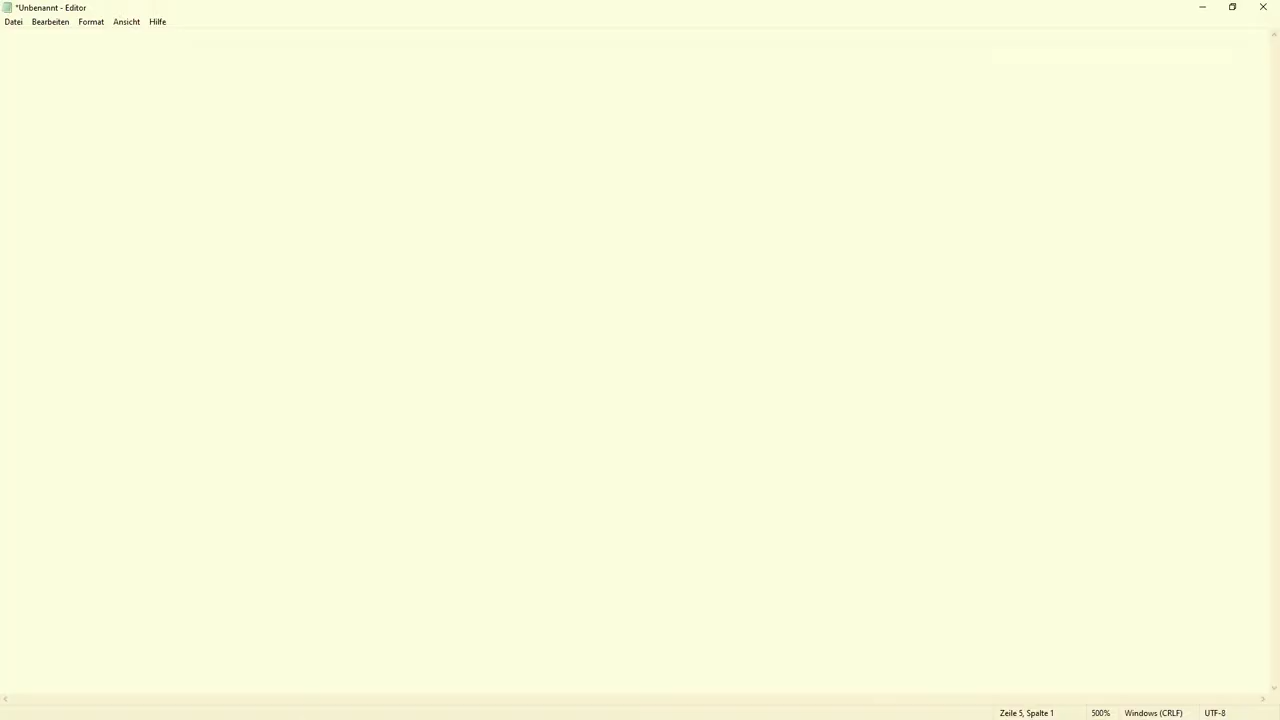 *Unbenannt - Editor
Datei Bearbeiten Format Ansicht Hilfe
Zeile 5, Spalte 1 500% Windows (CRLF) UTF-8